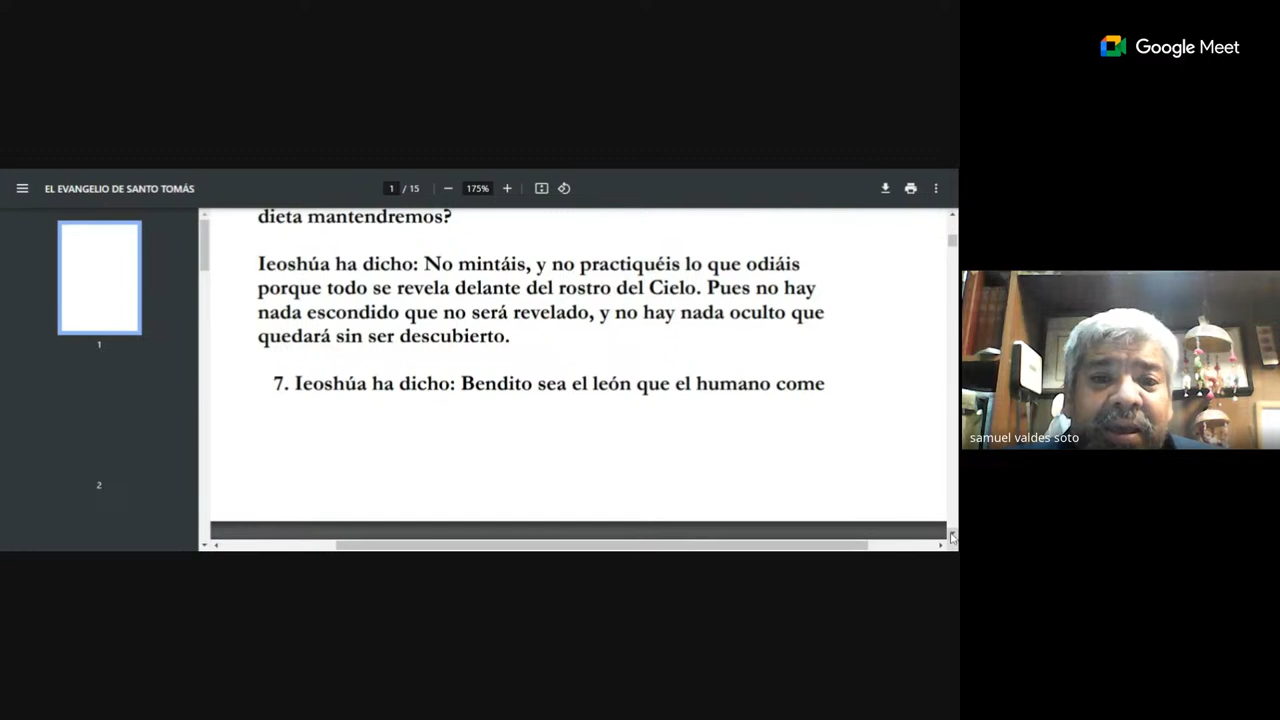 Google Meet
EL EVANGELIO DE SANTO TOMÁS
1 / 15
175%
dieta mantendremos?
Ieoshúa ha dicho: No mintáis, y no practiquéis lo que odiáis
porque todo se revela delante del rostro del Cielo. Pues no hay
nada escondido que no será revelado, y no hay nada oculto que
quedará sin ser descubierto.
7. Ieoshúa ha dicho: Bendito sea el león que el humano come
1
2
samuel valdes soto